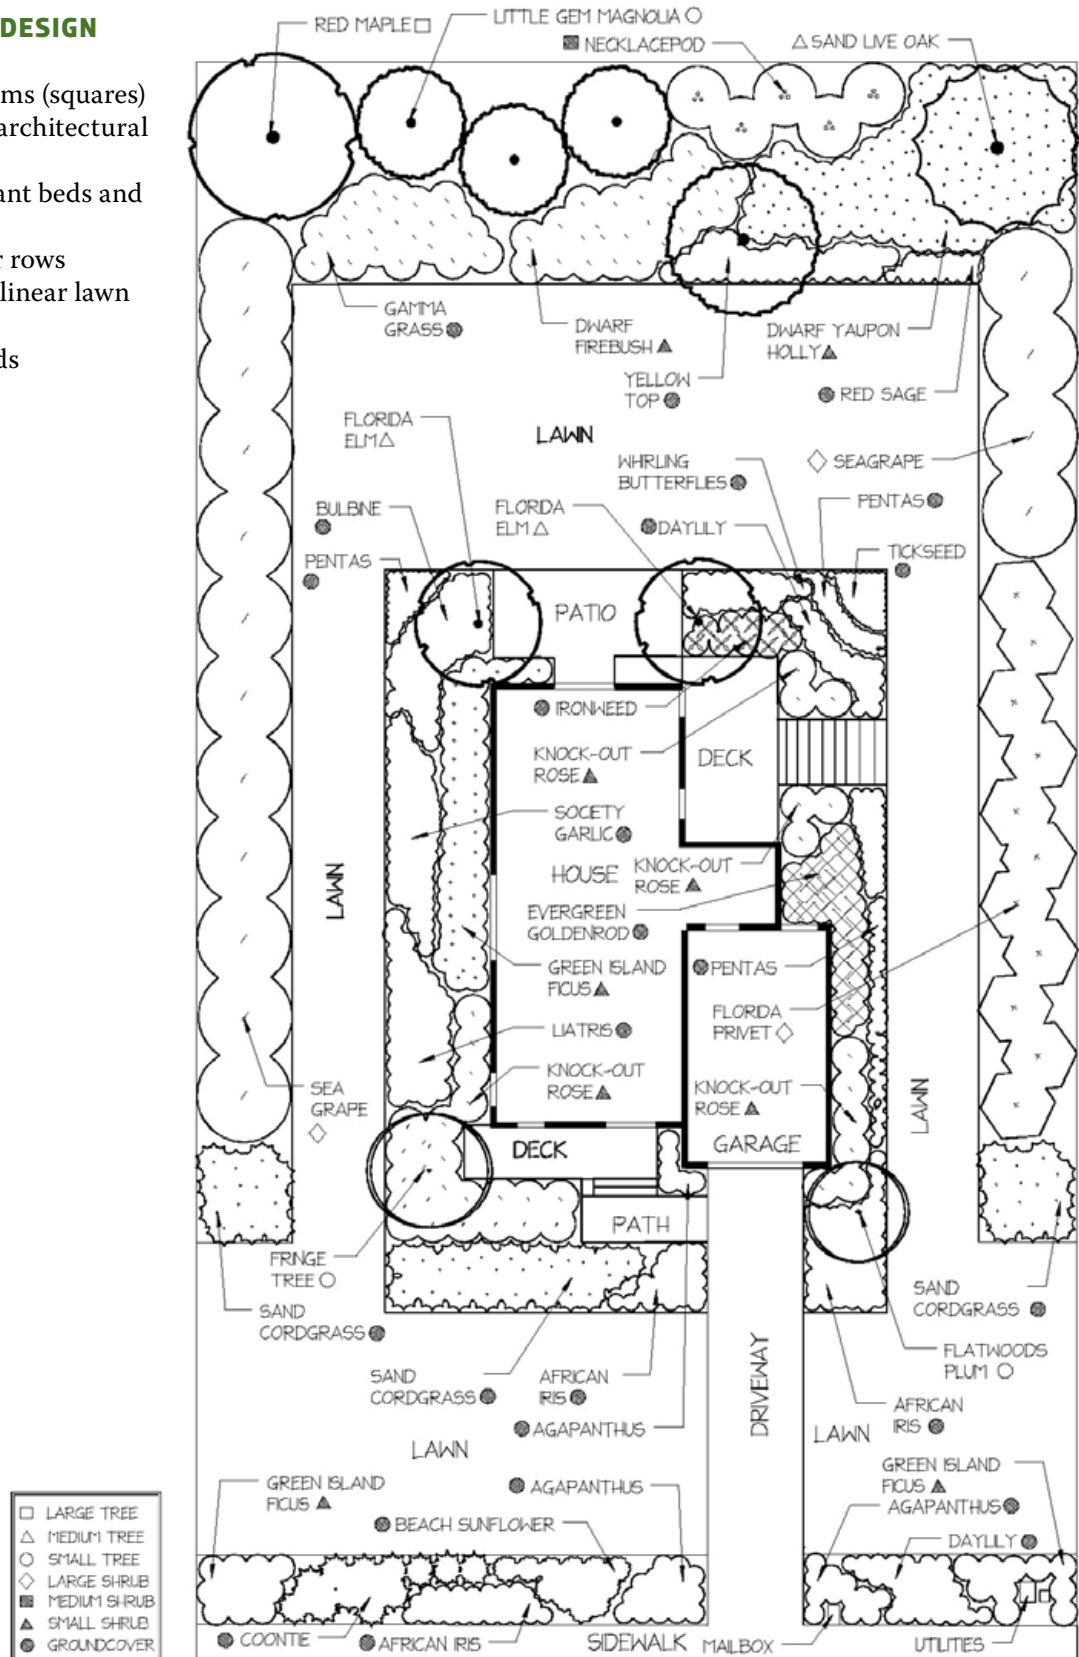 DESIGN
ms (squares)
architectural
ant beds and
r rows
linear lawn
ds
RED MAPLE
LITTLE GEM MAGNOLIA
NECKLACEPOD
SAND LIVE OAK
GAMMA
GRASS
DWARF
FIREBUSH
DWARF YAUPON
HOLLY
YELLOW
TOP
RED SAGE
FLORIDA
ELM
LAWN
WHIRLING
BUTTERFLIES
SEAGRAPE
BULBINE
FLORIDA
ELM
DAYLILY
PENTAS
PENTAS
TICKSEED
PATIO
IRONWEED
KNOCK-OUT
ROSE
DECK
SOCIETY
GARLIC
HOUSE
KNOCK-OUT
ROSE
LAWN
EVERGREEN
GOLDENROD
GREEN ISLAND
FICUS
PENTAS
FLORIDA
PRIVET
LIATRIS
SEA
GRAPE
KNOCK-OUT
ROSE
KNOCK-OUT
ROSE
LAWN
DECK
GARAGE
PATH
FRINGE
TREE
SAND
CORDGRASS
SAND
CORDGRASS
FLATWOODS
PLUM
SAND
CORDGRASS
AFRICAN
IRIS
DRIVEWAY
AFRICAN
IRIS
AGAPANTHUS
LAWN
LAWN
GREEN ISLAND
FICUS
AGAPANTHUS
GREEN ISLAND
FICUS
AGAPANTHUS
BEACH SUNFLOWER
DAYLILY
COONTIE
AFRICAN IRIS
SIDEWALK
MAILBOX
UTILITIES
LARGE TREE
MEDIUM TREE
SMALL TREE
LARGE SHRUB
MEDIUM SHRUB
SMALL SHRUB
GROUNDCOVER